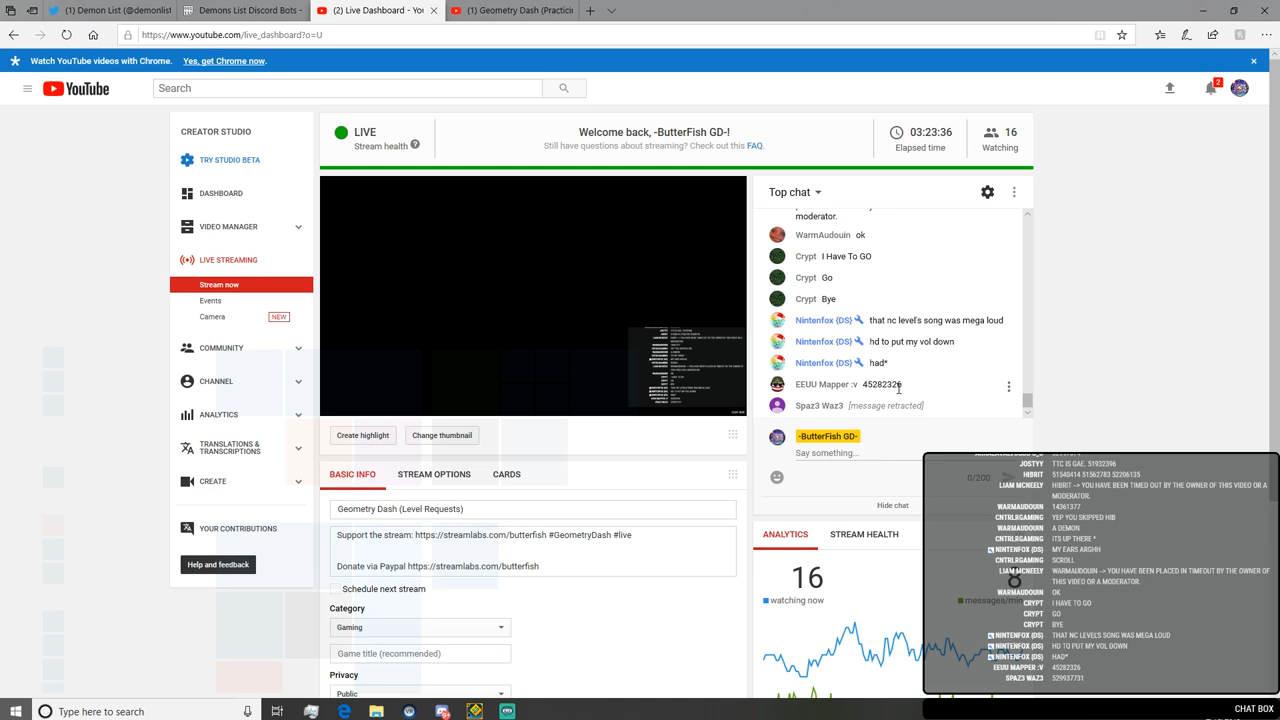 (1) Demon List (@demonlist
Demons List Discord Bots -
(2) Live Dashboard - Yo
(1) Geometry Dash (Practicin
https://www.youtube.com/live_dashboard?o=U
Watch YouTube videos with Chrome. Yes, get Chrome now.
YouTube
Search
2
CREATOR STUDIO
TRY STUDIO BETA
DASHBOARD
VIDEO MANAGER
LIVE STREAMING
Stream now
Events
Camera NEW
COMMUNITY
CHANNEL
ANALYTICS
TRANSLATIONS &
TRANSCRIPTIONS
CREATE
YOUR CONTRIBUTIONS
Help and feedback
LIVE
Stream health
Welcome back, -ButterFish GD-!
Still have questions about streaming? Check out this FAQ.
03:23:36
Elapsed time
16
Watching
Create highlight
Change thumbnail
BASIC INFO STREAM OPTIONS CARDS
Geometry Dash (Level Requests)
Support the stream: https://streamlabs.com/butterfish #GeometryDash #live
Donate via Paypal https://streamlabs.com/butterfish
Schedule next stream
Category
Gaming
Game title (recommended)
Privacy
Public
Top chat
moderator.
WarmAudouin ok
Crypt I Have To GO
Crypt Go
Crypt Bye
Nintenfox {DS} that nc level's song was mega loud
Nintenfox {DS} hd to put my vol down
Nintenfox {DS} had*
EEUU Mapper :v 45282326
Spaz3 Waz3 [message retracted]
-ButterFish GD-
Say something...
0/200
Hide chat
ANALYTICS STREAM HEALTH
16
watching now
8
messages/min
JOSTYY TTC IS GAE. 51932396
HIBRIT 51540414 51562783 52206135
LIAM MCNEELY HIBRIT --> YOU HAVE BEEN TIMED OUT BY THE OWNER OF THIS VIDEO OR A
MODERATOR.
WARMAUDOUIN 14361377
CNTRLRGAMING YEP YOU SKIPPED HIB
WARMAUDOUIN A DEMON
CNTRLRGAMING ITS UP THERE ^
NINTENFOX {DS} MY EARS ARGHH
CNTRLRGAMING SCROLL
LIAM MCNEELY WARMAUDOUIN --> YOU HAVE BEEN PLACED IN TIMEOUT BY THE OWNER OF
THIS VIDEO OR A MODERATOR.
WARMAUDOUIN OK
CRYPT I HAVE TO GO
CRYPT GO
CRYPT BYE
NINTENFOX {DS} THAT NC LEVEL'S SONG WAS MEGA LOUD
NINTENFOX {DS} HD TO PUT MY VOL DOWN
NINTENFOX {DS} HAD*
EEUU MAPPER :V 45282326
SPAZ3 WAZ3 529937731
CHAT BOX
Type here to search